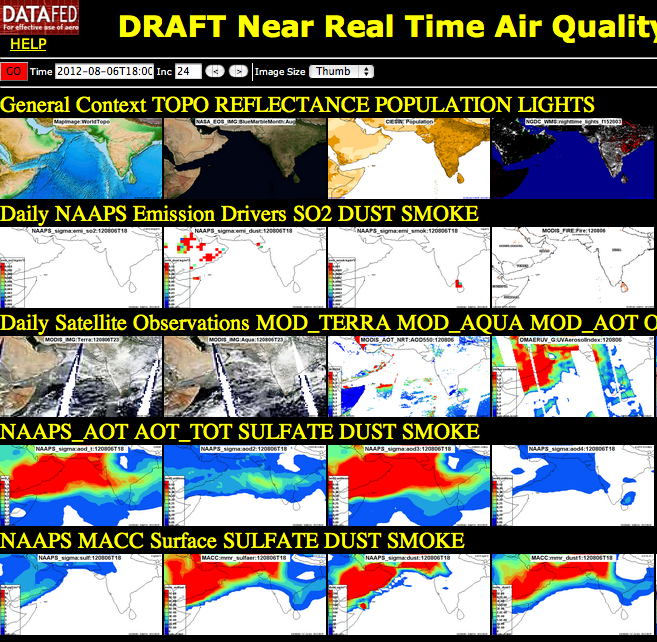 DATAFED
For effective use of aero
HELP
DRAFT Near Real Time Air Quality
GO Time 2012-08-06T18:00 Inc 24 < > Image Size Thumb
General Context TOPO REFLECTANCE POPULATION LIGHTS
MapImage:WorldTopo NASA_EOS_IMG:BlueMarbleMonth:Aug CIESIN: Population NGDC_WMS:nighttime_lights_f152003
Daily NAAPS Emission Drivers SO2 DUST SMOKE
NAAPS_sigma:emi_so2:120806T18 NAAPS_sigma:emi_dust:120806T18 NAAPS_sigma:emi_smok:120806T18 MODIS_FIRE:Fire:120806
Daily Satellite Observations MOD_TERRA MOD_AQUA MOD_AOT O
MODIS_IMG:Terra:120806T23 MODIS_IMG:Aqua:120806T23 MODIS_AOT_NRT:AOD550:120806 OMAERUV_G:UVAerosolIndex:120806
NAAPS_AOT AOT_TOT SULFATE DUST SMOKE
NAAPS_sigma:aod_t:120806T18 NAAPS_sigma:aod2:120806T18 NAAPS_sigma:aod3:120806T18 NAAPS_sigma:aod4:120806T18
NAAPS MACC Surface SULFATE DUST SMOKE
NAAPS_sigma:sulf:120806T18 MACC:mmr_sulfaer:120806T18 NAAPS_sigma:dust:120806T18 MACC:mmr_dust1:120806T18